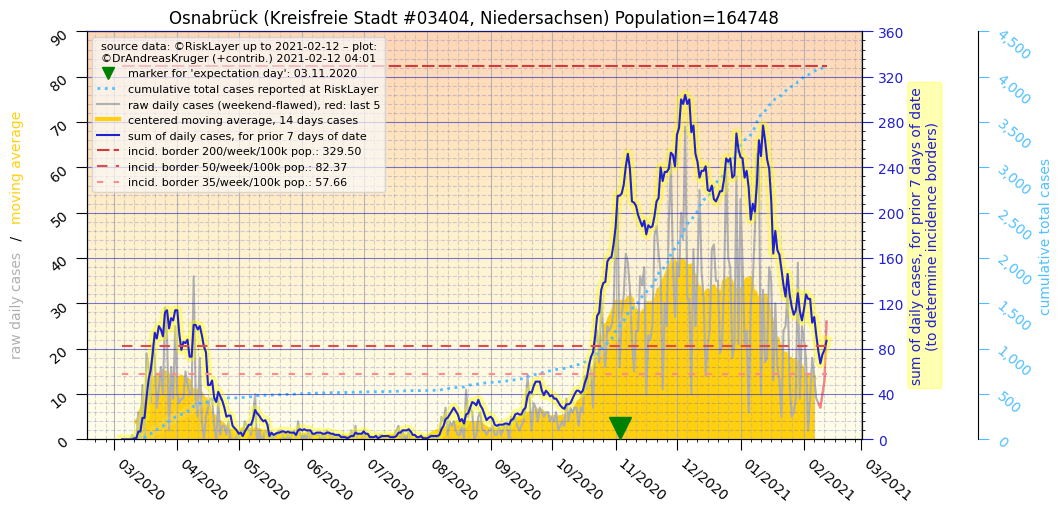 Osnabrück (Kreisfreie Stadt #03404, Niedersachsen) Population=164748
source data: ©RiskLayer up to 2021-02-12 – plot:
©DrAndreasKruger (+contrib.) 2021-02-12 04:01
marker for 'expectation day': 03.11.2020
cumulative total cases reported at RiskLayer
raw daily cases (weekend-flawed), red: last 5
centered moving average, 14 days cases
sum of daily cases, for prior 7 days of date
incid. border 200/week/100k pop.: 329.50
incid. border 50/week/100k pop.: 82.37
incid. border 35/week/100k pop.: 57.66
raw daily cases / moving average
90
80
70
60
50
40
30
20
10
0
360
320
280
240
200
160
120
80
40
0
sum of daily cases, for prior 7 days of date
(to determine incidence borders)
4,500
4,000
3,500
3,000
2,500
2,000
1,500
1,000
500
0
cumulative total cases
03/2020
04/2020
05/2020
06/2020
07/2020
08/2020
09/2020
10/2020
11/2020
12/2020
01/2021
02/2021
03/2021